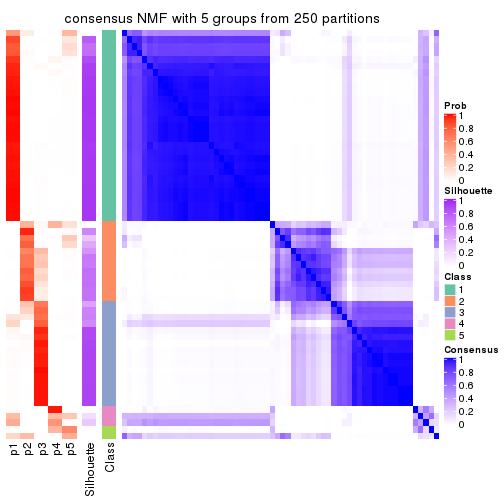 consensus NMF with 5 groups from 250 partitions
Prob
1
0.8
0.6
0.4
0.2
0
Silhouette
1
0.8
0.6
0.4
0.2
0
Class
1
2
3
4
5
Consensus
1
0.8
0.6
0.4
0.2
0
p1
p2
p3
p4
p5
Silhouette
Class